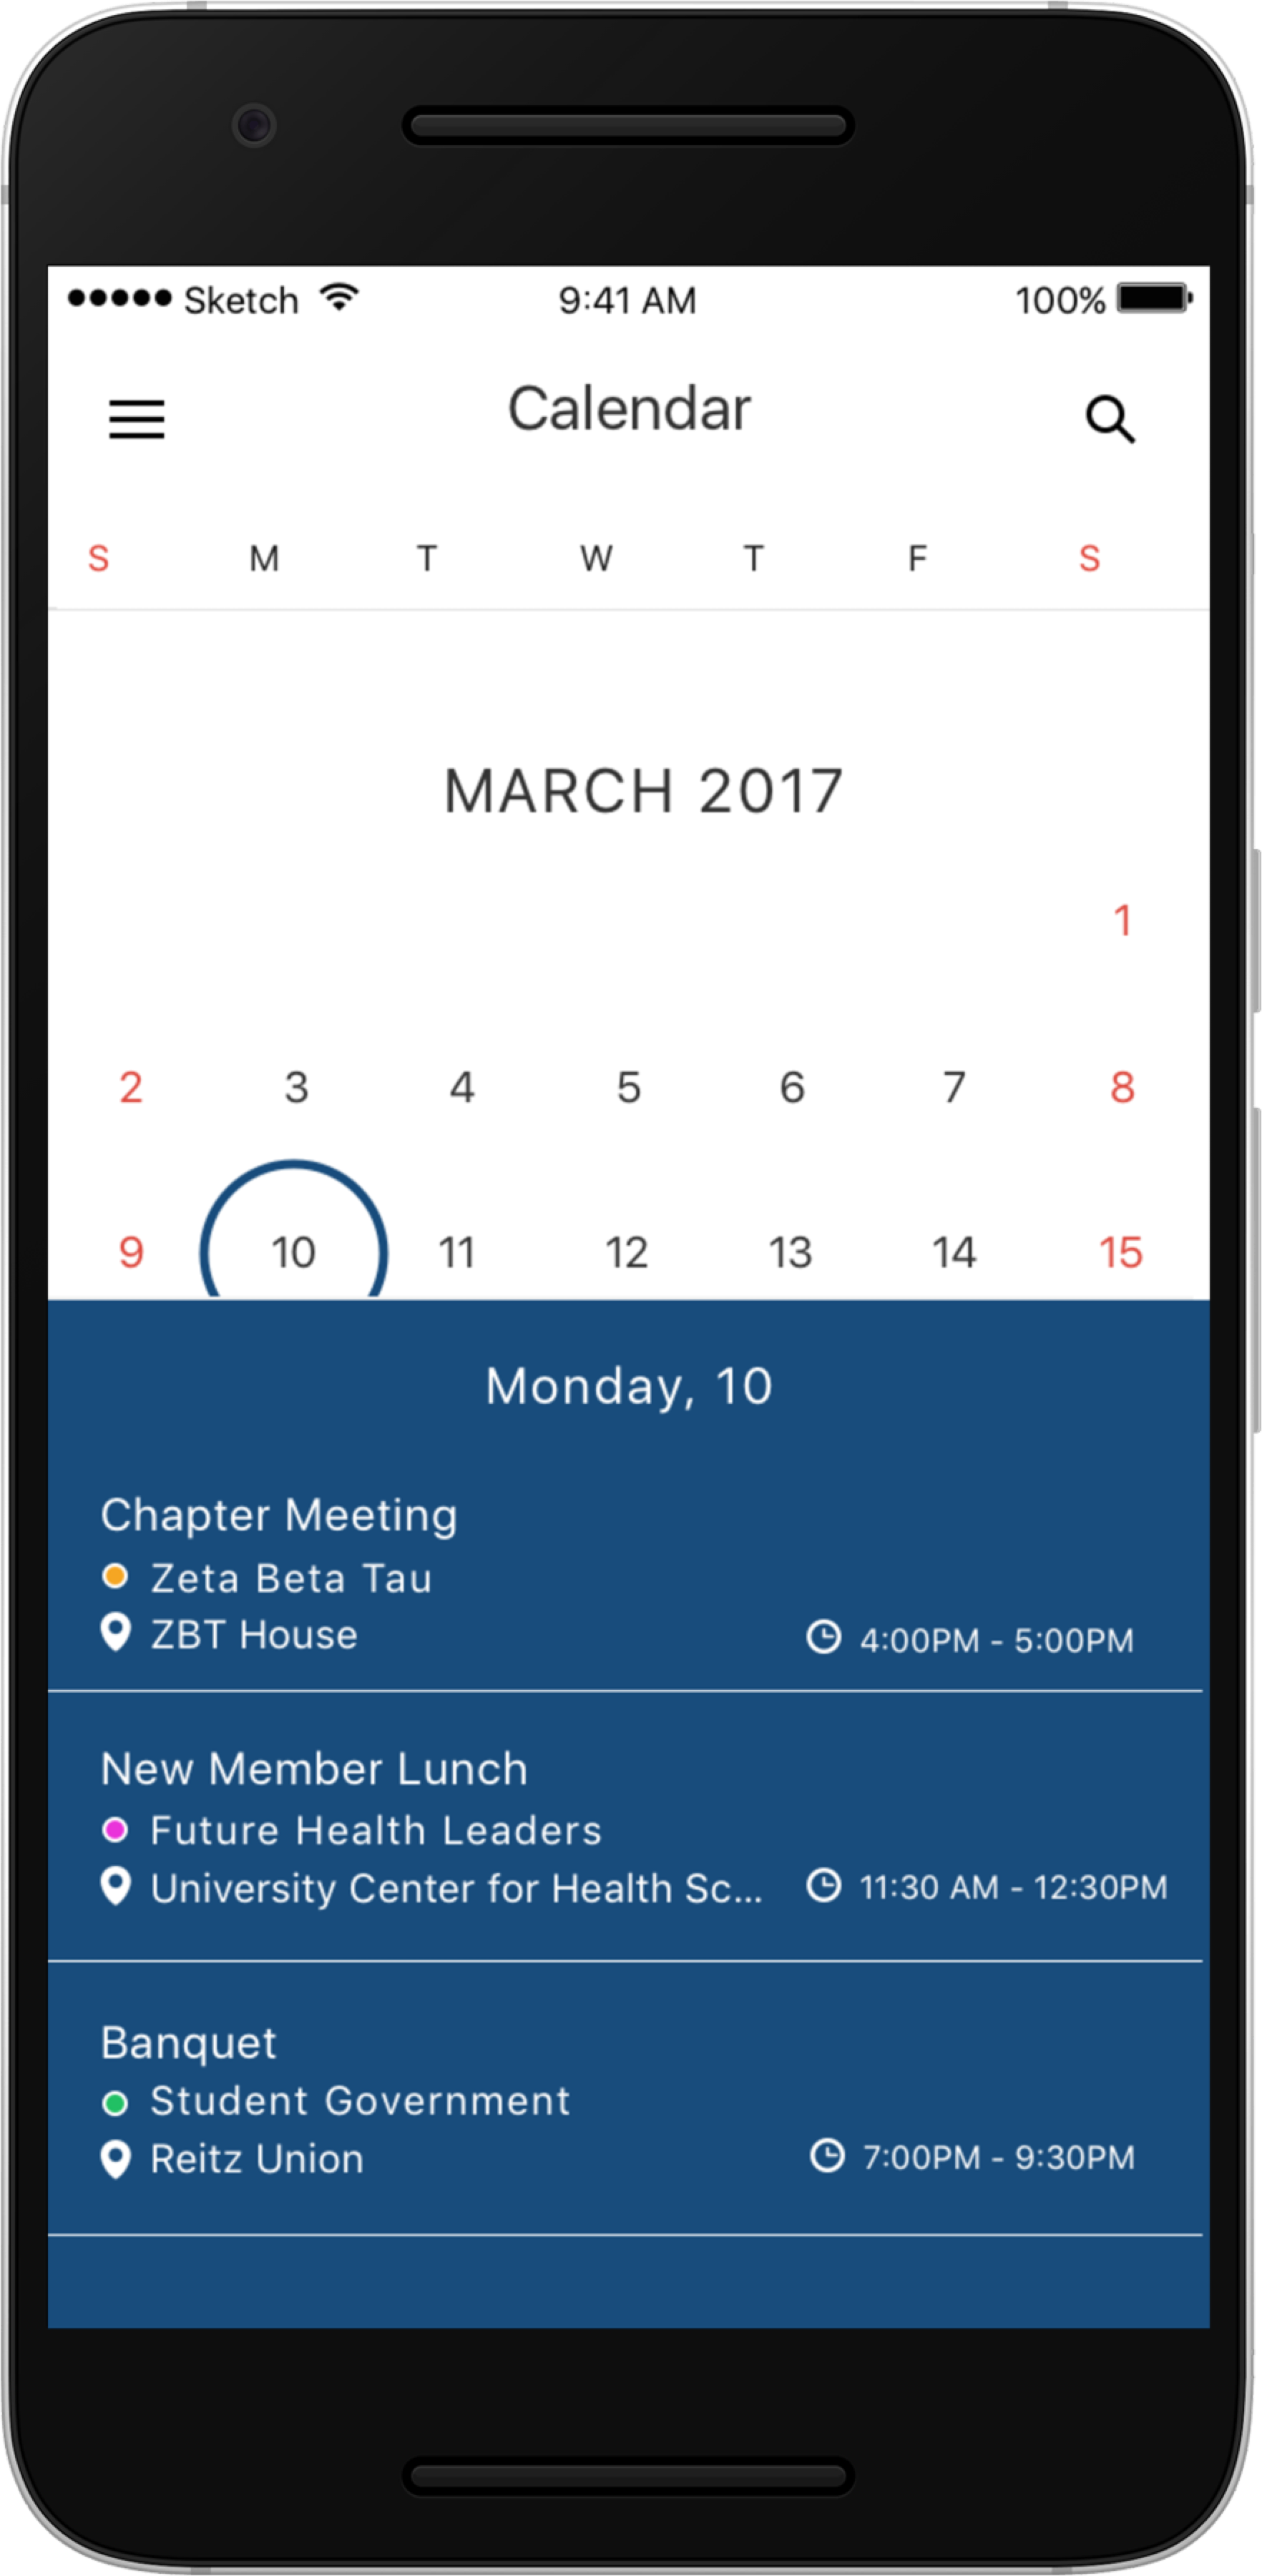 Sketch 9:41 AM 100%
Calendar
S M T W T F S
MARCH 2017
1
2 3 4 5 6 7 8
9 10 11 12 13 14 15
Monday, 10
Chapter Meeting
Zeta Beta Tau
ZBT House 4:00PM - 5:00PM
New Member Lunch
Future Health Leaders
University Center for Health Sc... 11:30 AM - 12:30PM
Banquet
Student Government
Reitz Union 7:00PM - 9:30PM